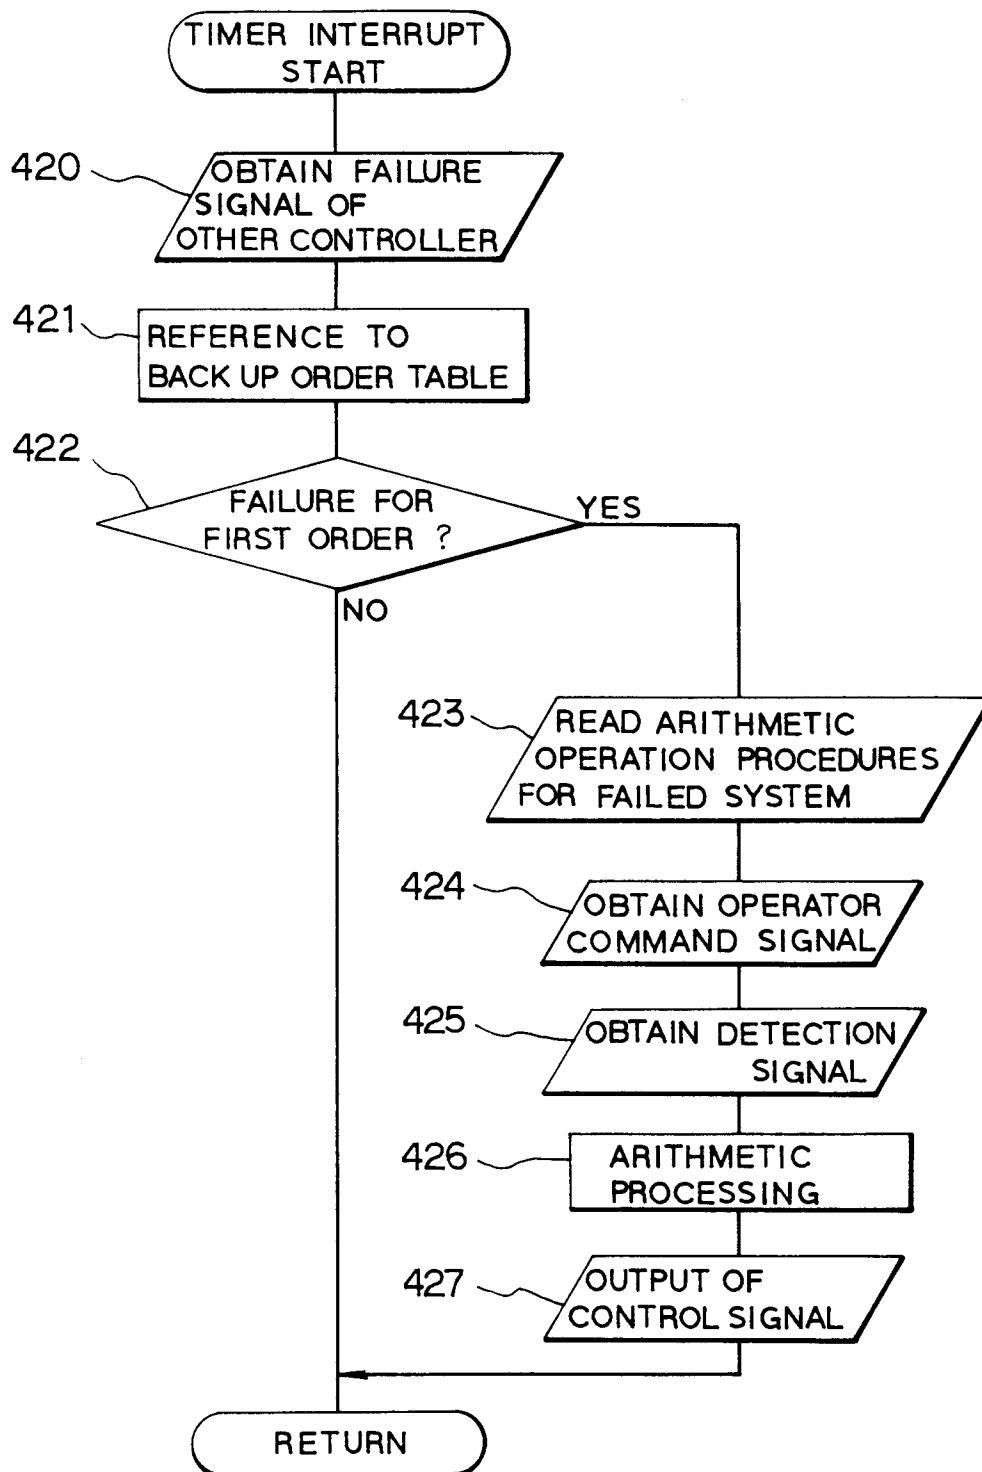 TIMER INTERRUPT
START
420
OBTAIN FAILURE
SIGNAL OF
OTHER CONTROLLER
421
REFERENCE TO
BACK UP ORDER TABLE
422
FAILURE FOR
FIRST ORDER ?
YES
NO
423
READ ARITHMETIC
OPERATION PROCEDURES
FOR FAILED SYSTEM
424
OBTAIN OPERATOR
COMMAND SIGNAL
425
OBTAIN DETECTION
SIGNAL
426
ARITHMETIC
PROCESSING
427
OUTPUT OF
CONTROL SIGNAL
RETURN